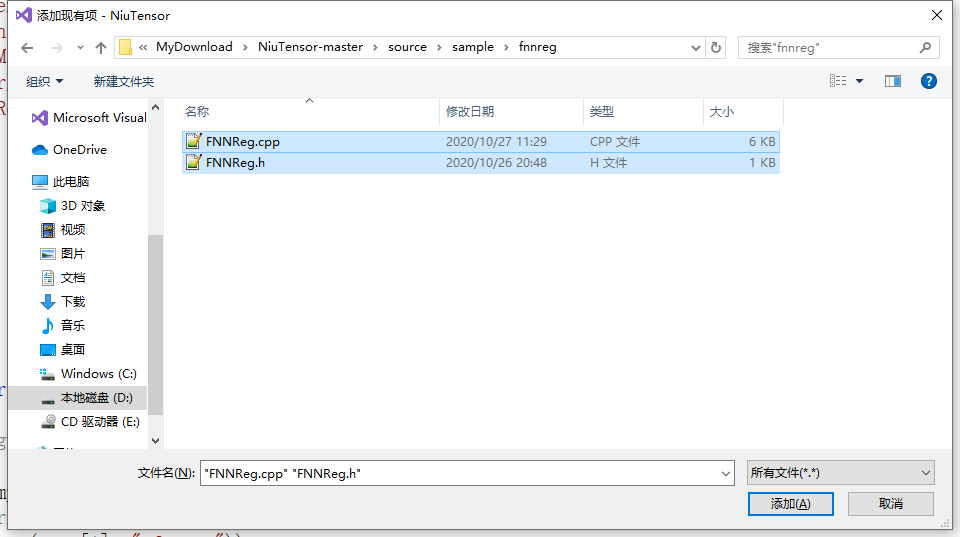 添加现有项 - NiuTensor
« MyDownload › NiuTensor-master › source › sample › fnnreg
搜索"fnnreg"
组织 新建文件夹
名称 修改日期 类型 大小
FNNReg.cpp 2020/10/27 11:29 CPP 文件 6 KB
FNNReg.h 2020/10/26 20:48 H 文件 1 KB
Microsoft Visual
OneDrive
此电脑
3D 对象
视频
图片
文档
下载
音乐
桌面
Windows (C:)
本地磁盘 (D:)
CD 驱动器 (E:)
文件名(N): "FNNReg.cpp" "FNNReg.h"
所有文件(*.*)
添加(A) 取消